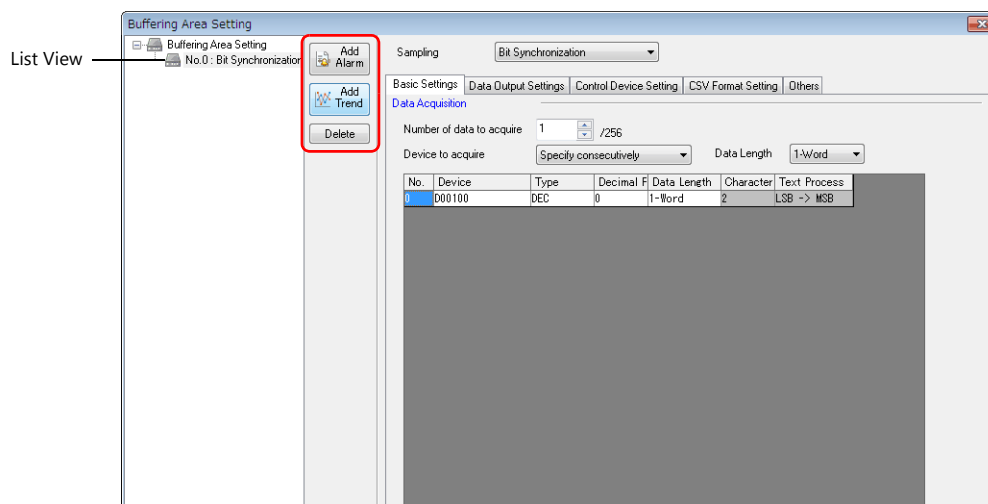 Buffering Area Setting
List View
Buffering Area Setting
No.0 : Bit Synchronization
Add Alarm
Add Trend
Delete
Sampling Bit Synchronization
Basic Settings Data Output Settings Control Device Setting CSV Format Setting Others
Data Acquisition
Number of data to acquire 1 /256
Device to acquire Specify consecutively Data Length 1-Word
No. Device Type Decimal F Data Length Character Text Process
0 D00100 DEC 0 1-Word 2 LSB -> MSB